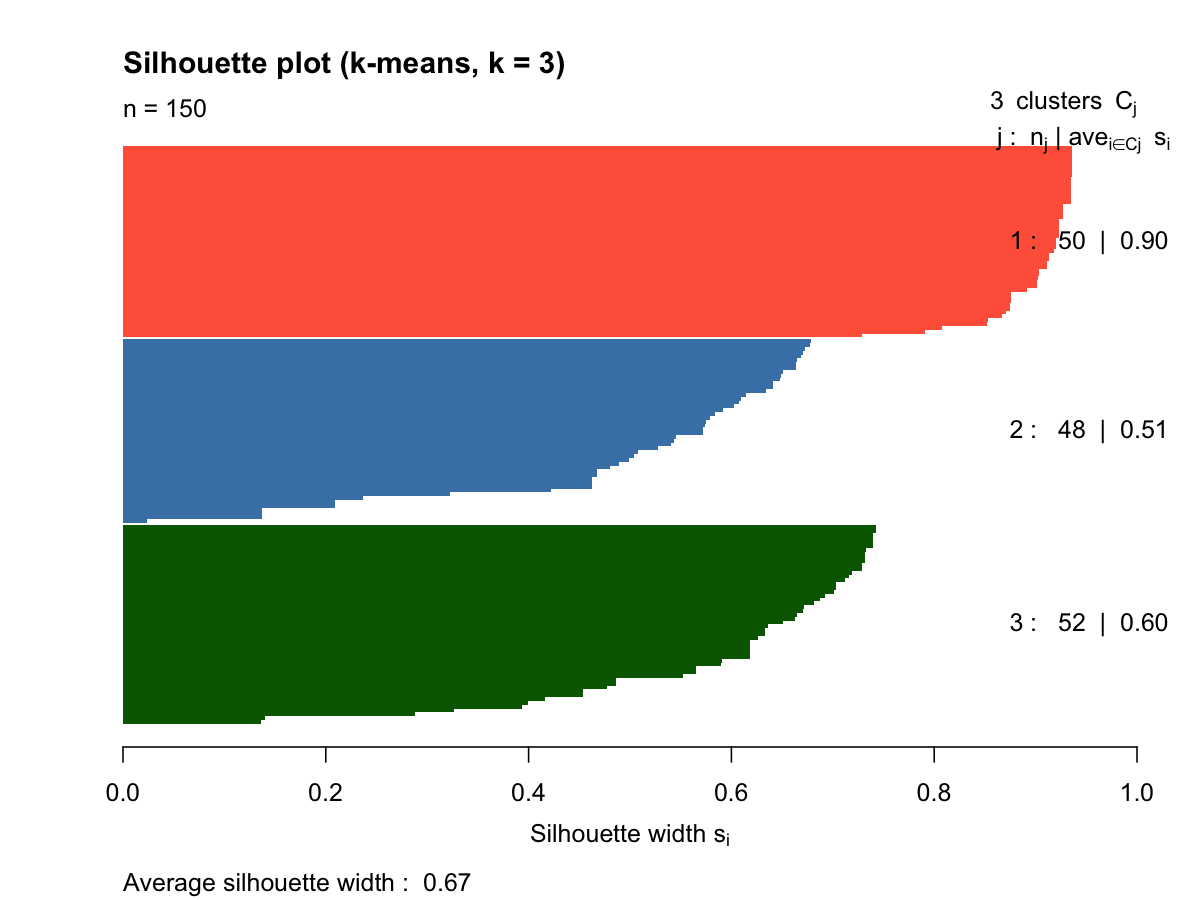 Silhouette plot (k-means, k = 3)
n = 150
3 clusters Cj
j : nj | avei∈Cj si
1 : 50 | 0.90
2 : 48 | 0.51
3 : 52 | 0.60
0.0 0.2 0.4 0.6 0.8 1.0
Silhouette width si
Average silhouette width : 0.67